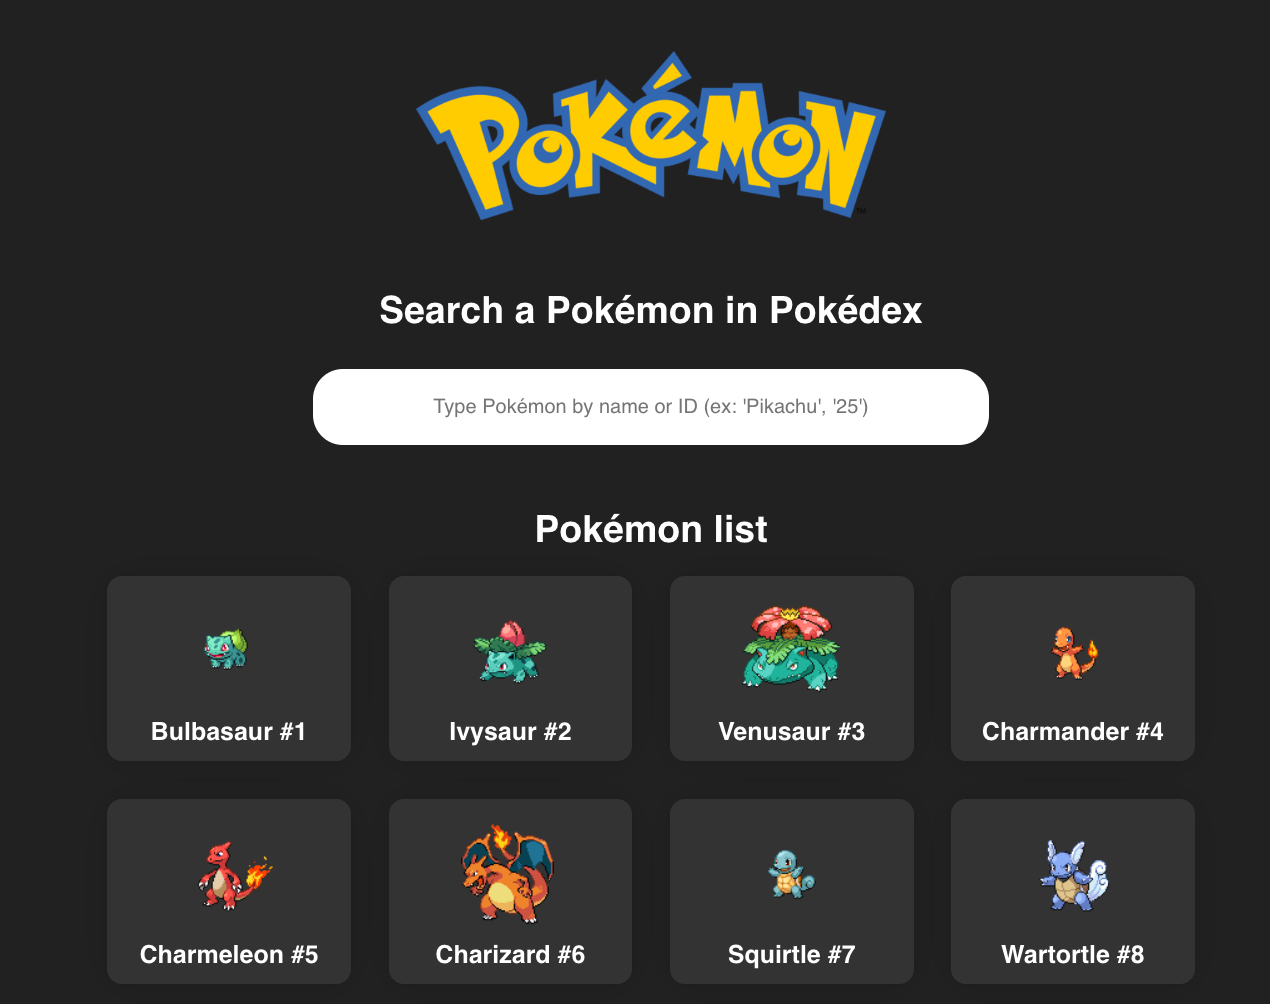 POKéMON
TM
Search a Pokémon in Pokédex
Type Pokémon by name or ID (ex: 'Pikachu', '25')
Pokémon list
Bulbasaur #1
Ivysaur #2
Venusaur #3
Charmander #4
Charmeleon #5
Charizard #6
Squirtle #7
Wartortle #8